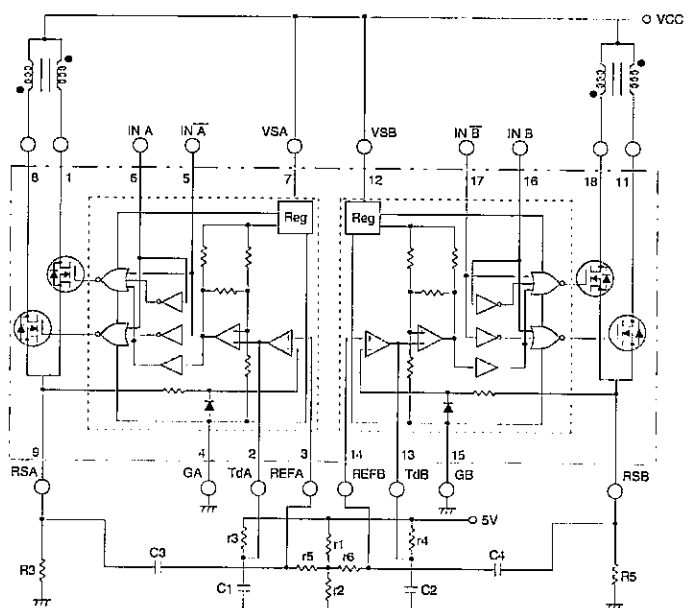 VCC
IN A IN A̅ VSA VSB IN B̅ IN B
8 1 6 5 7 12 17 16 18 11
Reg Reg
9 4 2 3 14 13 15
RSA GA TdA REFA REFB TdB GB RSB
5V
r3 r1 r4
C3 r5 r6 C4
R3 C1 r2 C2 R5